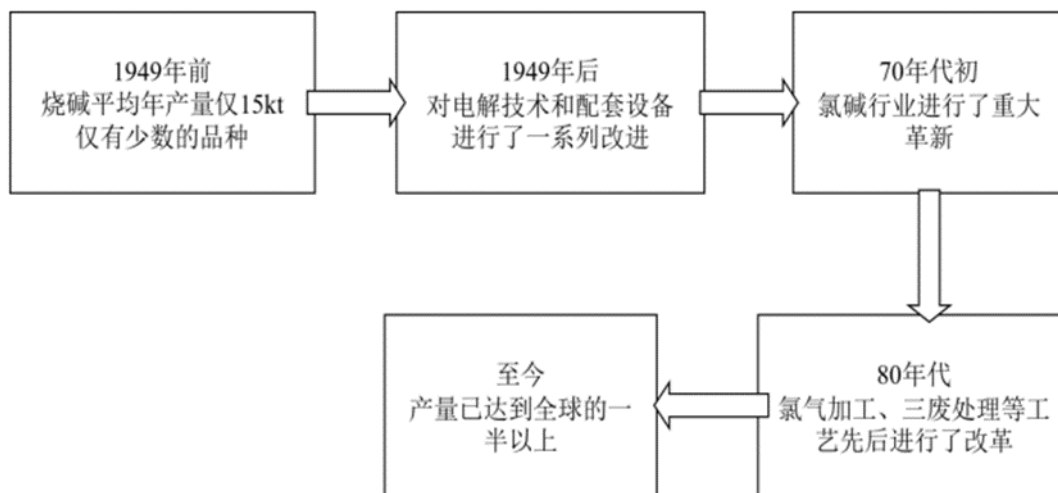 1949年前
烧碱平均年产量仅15kt
仅有少数的品种
1949年后
对电解技术和配套设备
进行了一系列改进
70年代初
氯碱行业进行了重大
革新
80年代
氯气加工、三废处理等工
艺先后进行了改革
至今
产量已达到全球的一
半以上